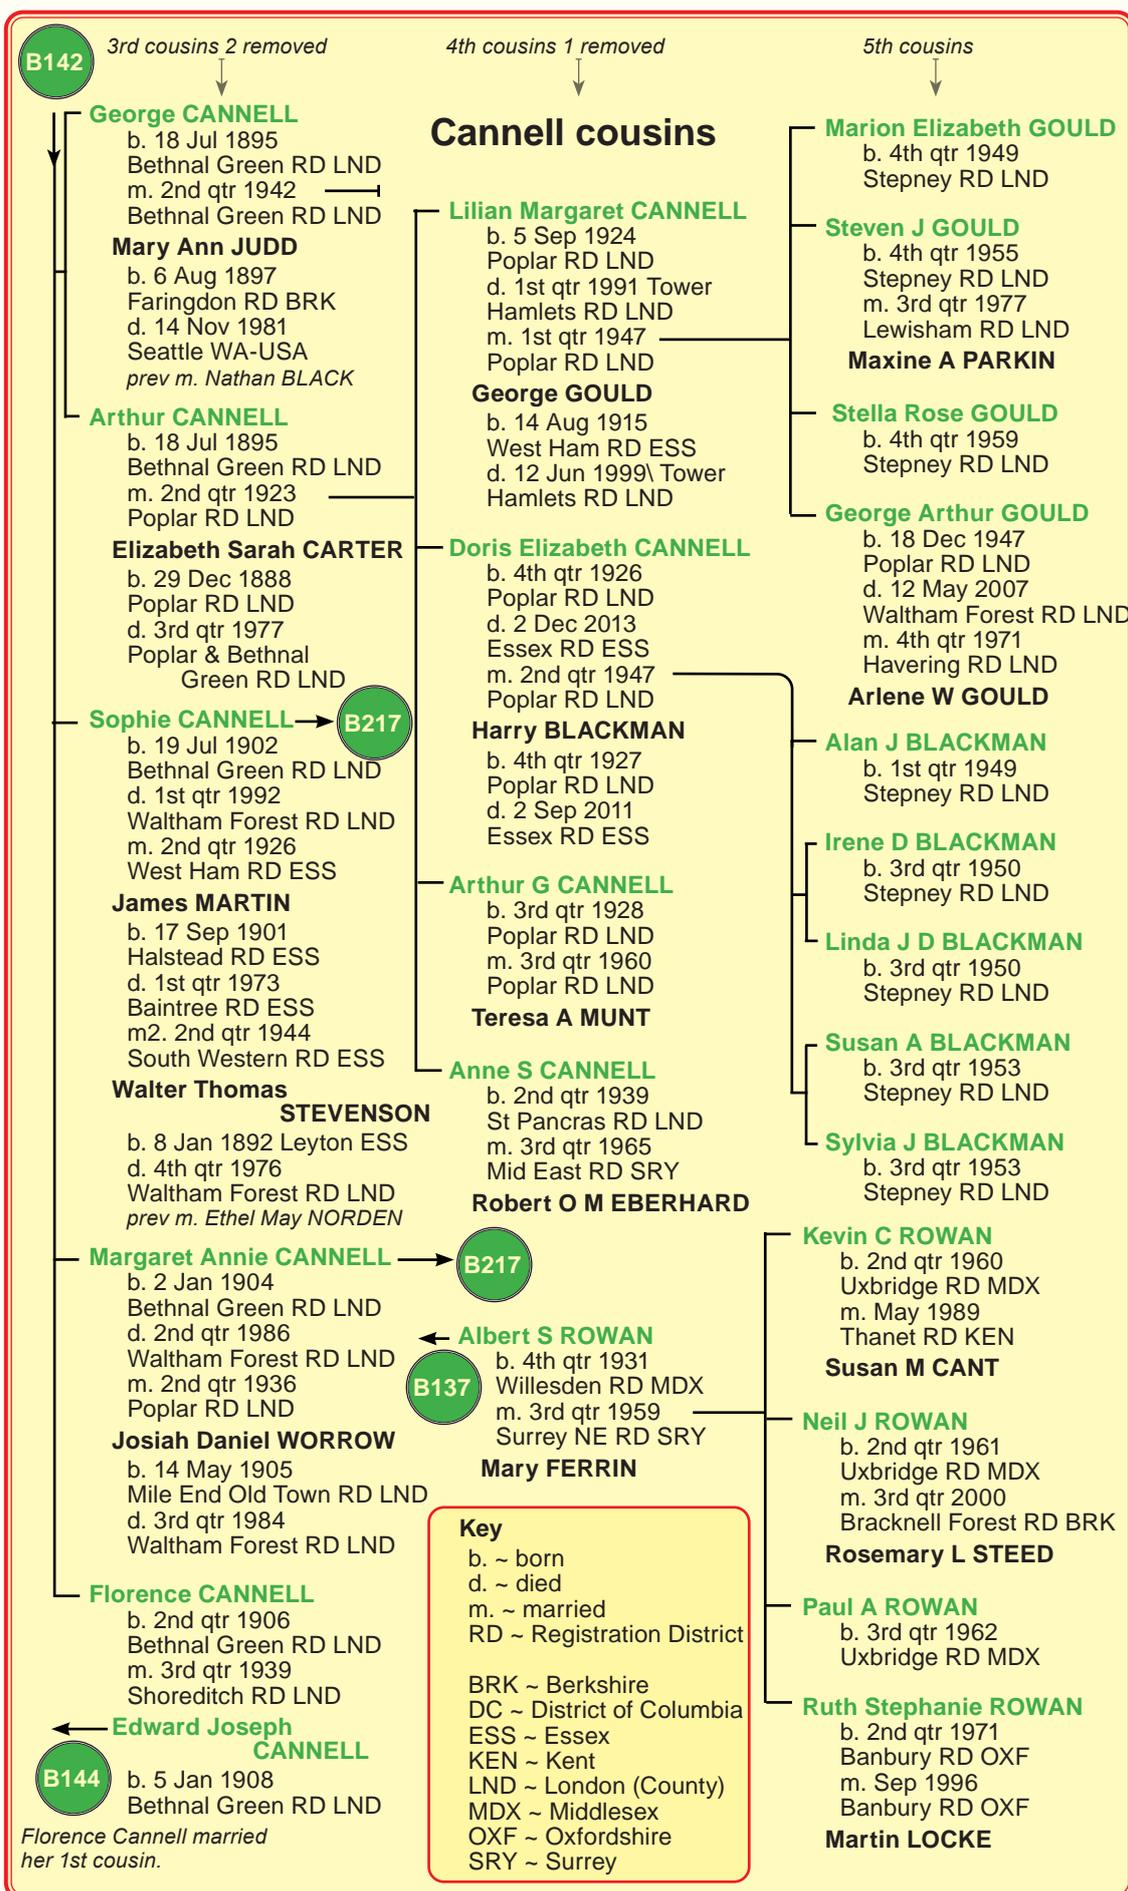 B142
3rd cousins 2 removed
4th cousins 1 removed
5th cousins
Cannell cousins
George CANNELL
b. 18 Jul 1895
Bethnal Green RD LND
m. 2nd qtr 1942
Bethnal Green RD LND
Mary Ann JUDD
b. 6 Aug 1897
Faringdon RD BRK
d. 14 Nov 1981
Seattle WA-USA
prev m. Nathan BLACK
Arthur CANNELL
b. 18 Jul 1895
Bethnal Green RD LND
m. 2nd qtr 1923
Poplar RD LND
Elizabeth Sarah CARTER
b. 29 Dec 1888
Poplar RD LND
d. 3rd qtr 1977
Poplar & Bethnal
Green RD LND
Sophie CANNELL
B217
b. 19 Jul 1902
Bethnal Green RD LND
d. 1st qtr 1992
Waltham Forest RD LND
m. 2nd qtr 1926
West Ham RD ESS
James MARTIN
b. 17 Sep 1901
Halstead RD ESS
d. 1st qtr 1973
Baintree RD ESS
m2. 2nd qtr 1944
South Western RD ESS
Walter Thomas
STEVENSON
b. 8 Jan 1892 Leyton ESS
d. 4th qtr 1976
Waltham Forest RD LND
prev m. Ethel May NORDEN
Margaret Annie CANNELL
B217
b. 2 Jan 1904
Bethnal Green RD LND
d. 2nd qtr 1986
Waltham Forest RD LND
m. 2nd qtr 1936
Poplar RD LND
Josiah Daniel WORROW
b. 14 May 1905
Mile End Old Town RD LND
d. 3rd qtr 1984
Waltham Forest RD LND
Florence CANNELL
b. 2nd qtr 1906
Bethnal Green RD LND
m. 3rd qtr 1939
Shoreditch RD LND
Edward Joseph
CANNELL
B144
b. 5 Jan 1908
Bethnal Green RD LND
Florence Cannell married
her 1st cousin.
Lilian Margaret CANNELL
b. 5 Sep 1924
Poplar RD LND
d. 1st qtr 1991 Tower
Hamlets RD LND
m. 1st qtr 1947
Poplar RD LND
George GOULD
b. 14 Aug 1915
West Ham RD ESS
d. 12 Jun 1999\ Tower
Hamlets RD LND
Doris Elizabeth CANNELL
b. 4th qtr 1926
Poplar RD LND
d. 2 Dec 2013
Essex RD ESS
m. 2nd qtr 1947
Poplar RD LND
Harry BLACKMAN
b. 4th qtr 1927
Poplar RD LND
d. 2 Sep 2011
Essex RD ESS
Arthur G CANNELL
b. 3rd qtr 1928
Poplar RD LND
m. 3rd qtr 1960
Poplar RD LND
Teresa A MUNT
Anne S CANNELL
b. 2nd qtr 1939
St Pancras RD LND
m. 3rd qtr 1965
Mid East RD SRY
Robert O M EBERHARD
Albert S ROWAN
B137
b. 4th qtr 1931
Willesden RD MDX
m. 3rd qtr 1959
Surrey NE RD SRY
Mary FERRIN
Key
b. ~ born
d. ~ died
m. ~ married
RD ~ Registration District
BRK ~ Berkshire
DC ~ District of Columbia
ESS ~ Essex
KEN ~ Kent
LND ~ London (County)
MDX ~ Middlesex
OXF ~ Oxfordshire
SRY ~ Surrey
Marion Elizabeth GOULD
b. 4th qtr 1949
Stepney RD LND
Steven J GOULD
b. 4th qtr 1955
Stepney RD LND
m. 3rd qtr 1977
Lewisham RD LND
Maxine A PARKIN
Stella Rose GOULD
b. 4th qtr 1959
Stepney RD LND
George Arthur GOULD
b. 18 Dec 1947
Poplar RD LND
d. 12 May 2007
Waltham Forest RD LND
m. 4th qtr 1971
Havering RD LND
Arlene W GOULD
Alan J BLACKMAN
b. 1st qtr 1949
Stepney RD LND
Irene D BLACKMAN
b. 3rd qtr 1950
Stepney RD LND
Linda J D BLACKMAN
b. 3rd qtr 1950
Stepney RD LND
Susan A BLACKMAN
b. 3rd qtr 1953
Stepney RD LND
Sylvia J BLACKMAN
b. 3rd qtr 1953
Stepney RD LND
Kevin C ROWAN
b. 2nd qtr 1960
Uxbridge RD MDX
m. May 1989
Thanet RD KEN
Susan M CANT
Neil J ROWAN
b. 2nd qtr 1961
Uxbridge RD MDX
m. 3rd qtr 2000
Bracknell Forest RD BRK
Rosemary L STEED
Paul A ROWAN
b. 3rd qtr 1962
Uxbridge RD MDX
Ruth Stephanie ROWAN
b. 2nd qtr 1971
Banbury RD OXF
m. Sep 1996
Banbury RD OXF
Martin LOCKE